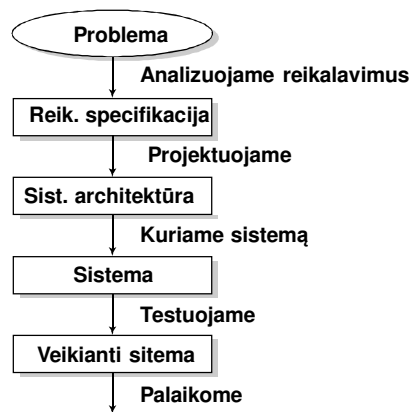 Problema
Analizuojame reikalavimus
Reik. specifikacija
Projektuojame
Sist. architektūra
Kuriame sistemą
Sistema
Testuojame
Veikianti sitema
Palaikome